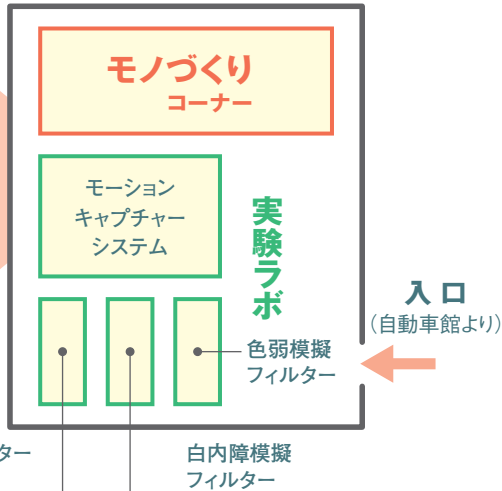 モノづくり
コーナー
モーション
キャプチャー
システム
実験ラボ
入口
（自動車館より）
色弱模擬
フィルター
ター
白内障模擬
フィルター